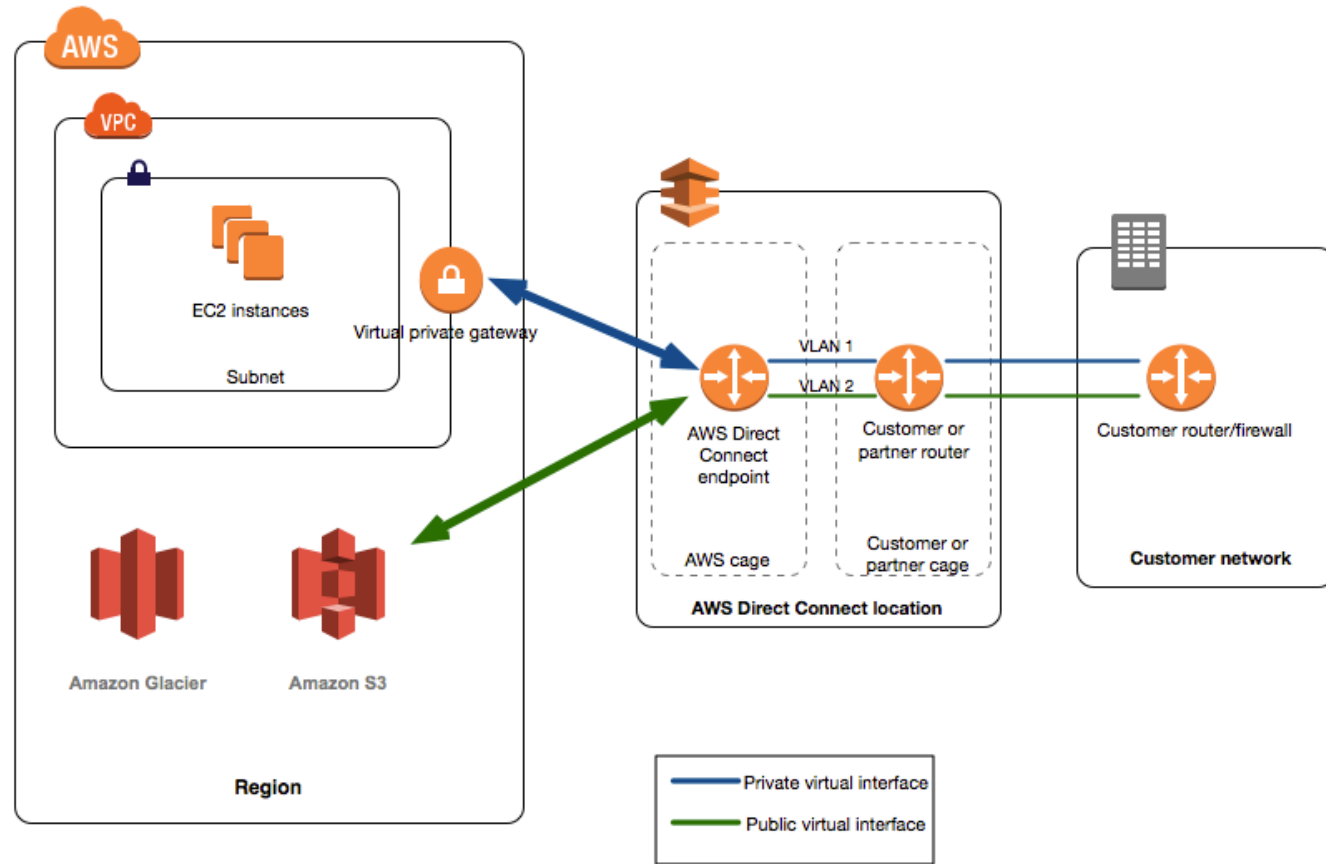 AWS
VPC
EC2 instances
Virtual private gateway
Subnet
Amazon Glacier
Amazon S3
Region
VLAN 1
VLAN 2
AWS Direct
Connect
endpoint
Customer or
partner router
AWS cage
Customer or
partner cage
AWS Direct Connect location
Customer router/firewall
Customer network
Private virtual interface
Public virtual interface